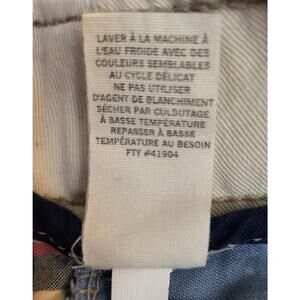 LAVER À LA MACHINE À
L'EAU FROIDE AVEC DES
COULEURS SEMBLABLES
AU CYCLE DÉLICAT
NE PAS UTILISER
D'AGENT DE BLANCHIMENT
SÉCHER PAR CULBUTAGE
À BASSE TEMPÉRATURE
REPASSER À BASSE
TEMPÉRATURE AU BESOIN
FTY #41904